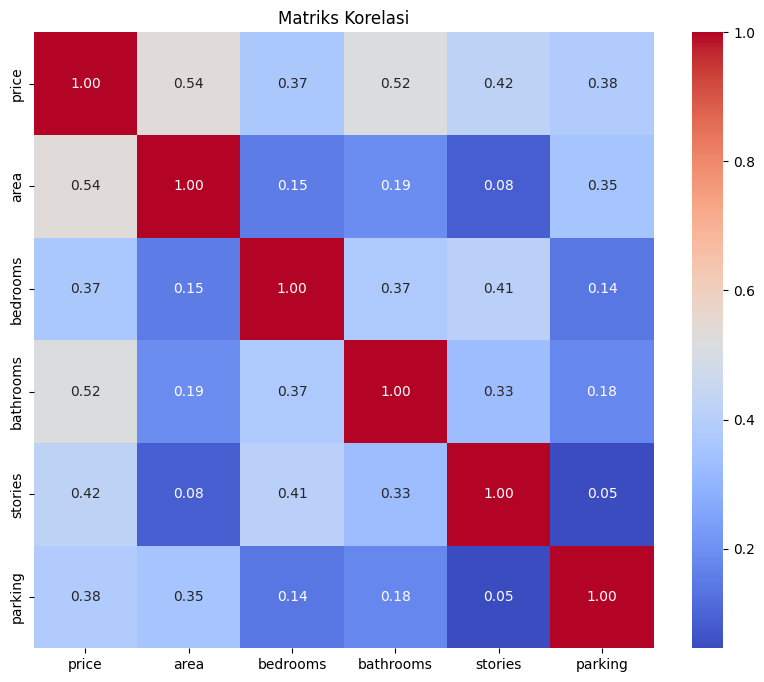 Matriks Korelasi
price 1.00 0.54 0.37 0.52 0.42 0.38
area 0.54 1.00 0.15 0.19 0.08 0.35
bedrooms 0.37 0.15 1.00 0.37 0.41 0.14
bathrooms 0.52 0.19 0.37 1.00 0.33 0.18
stories 0.42 0.08 0.41 0.33 1.00 0.05
parking 0.38 0.35 0.14 0.18 0.05 1.00
price area bedrooms bathrooms stories parking
1.0
0.8
0.6
0.4
0.2